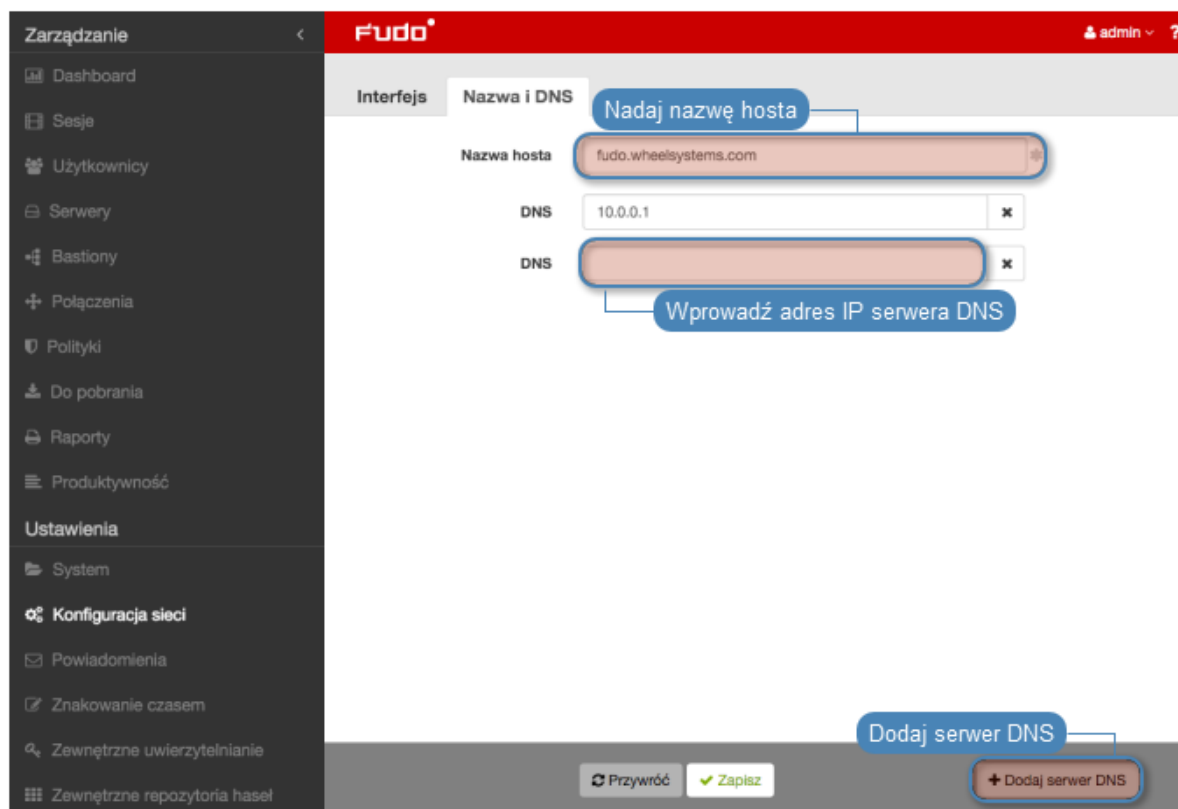 Zarządzanie
Dashboard
Sesje
Użytkownicy
Serwery
Bastiony
Połączenia
Polityki
Do pobrania
Raporty
Produktywność
Ustawienia
System
Konfiguracja sieci
Powiadomienia
Znakowanie czasem
Zewnętrzne uwierzytelnianie
Zewnętrzne repozytoria haseł
Fudo
admin ?
Interfejs Nazwa i DNS
Nadaj nazwę hosta
Nazwa hosta fudo.wheelsystems.com
DNS 10.0.0.1
DNS
Wprowadź adres IP serwera DNS
Dodaj serwer DNS
Przywróć Zapisz + Dodaj serwer DNS